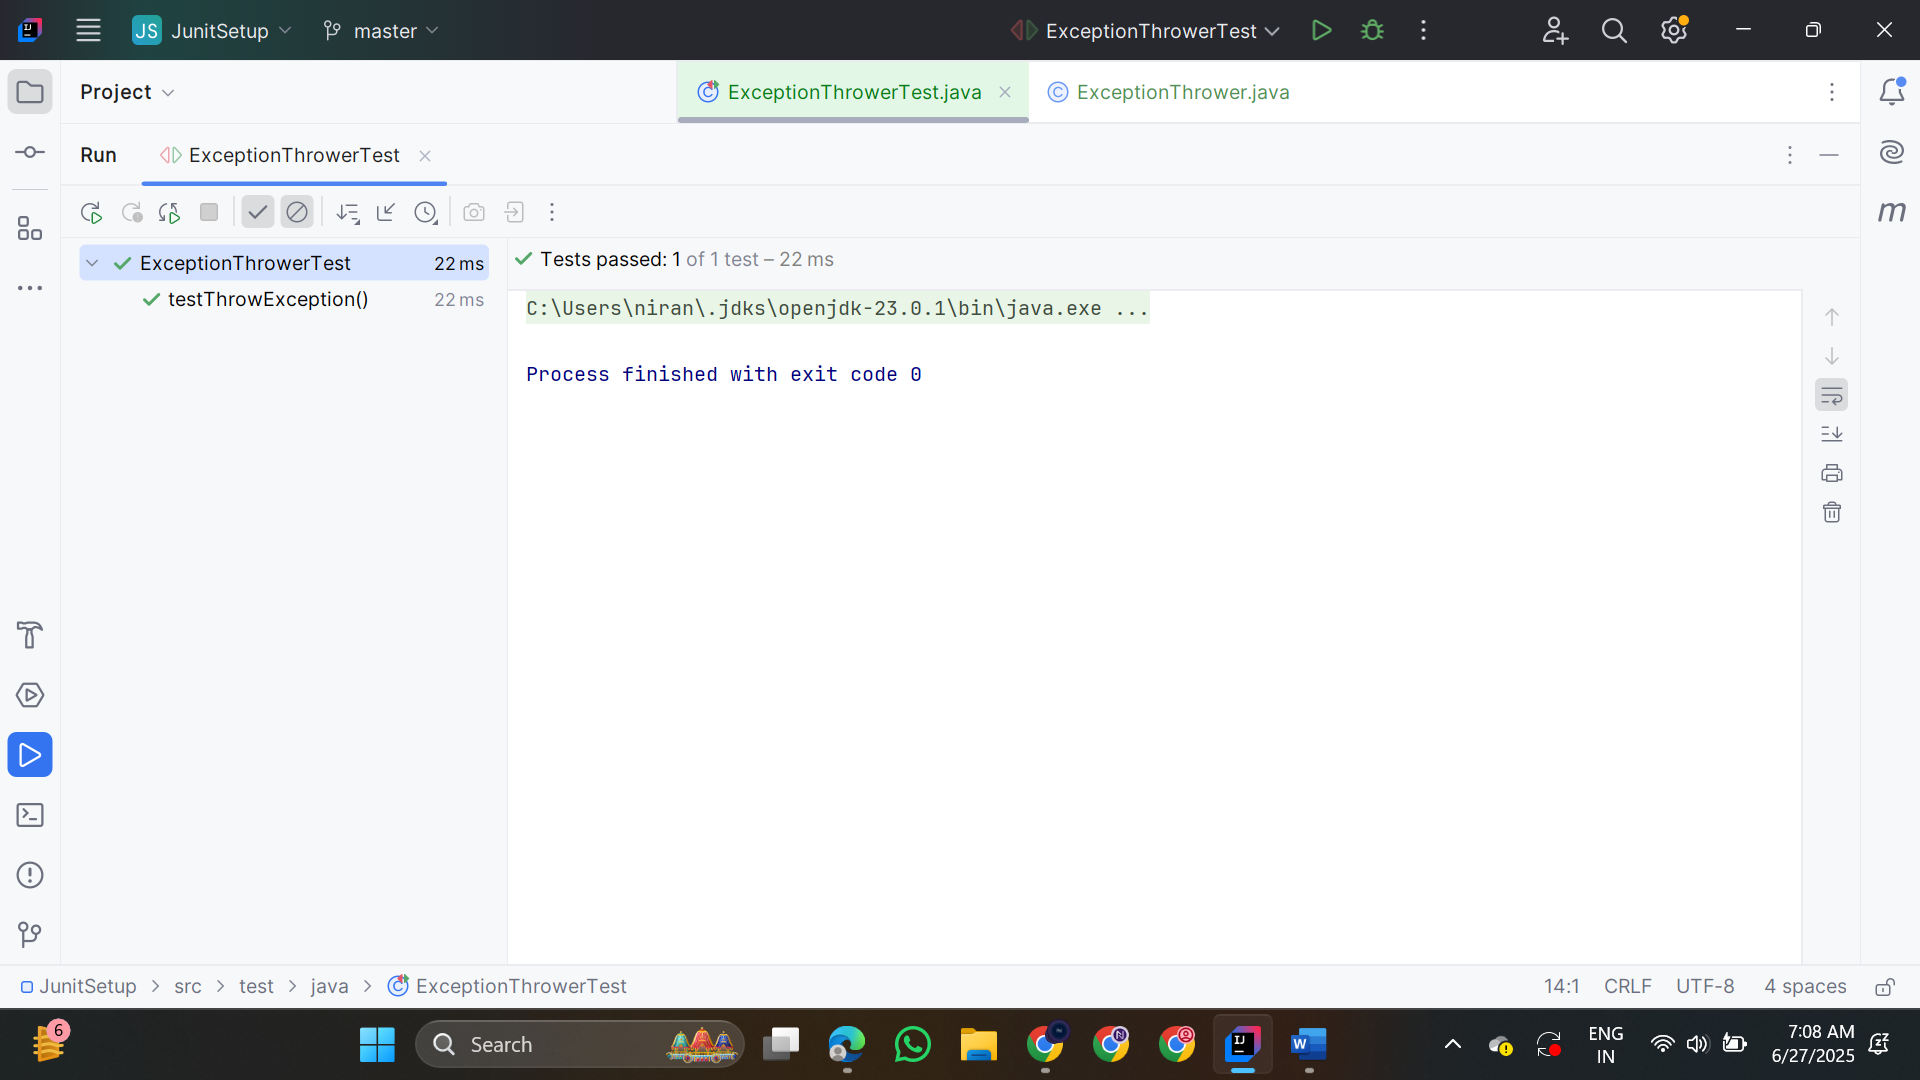 JS JunitSetup master ExceptionThrowerTest
Project ExceptionThrowerTest.java ExceptionThrower.java
Run ExceptionThrowerTest
ExceptionThrowerTest 22 ms
testThrowException() 22 ms
Tests passed: 1 of 1 test – 22 ms
C:\Users\niran\.jdks\openjdk-23.0.1\bin\java.exe ...
Process finished with exit code 0
m
JunitSetup > src > test > java > ExceptionThrowerTest 14:1 CRLF UTF-8 4 spaces
6 Search ENG IN 7:08 AM
6/27/2025